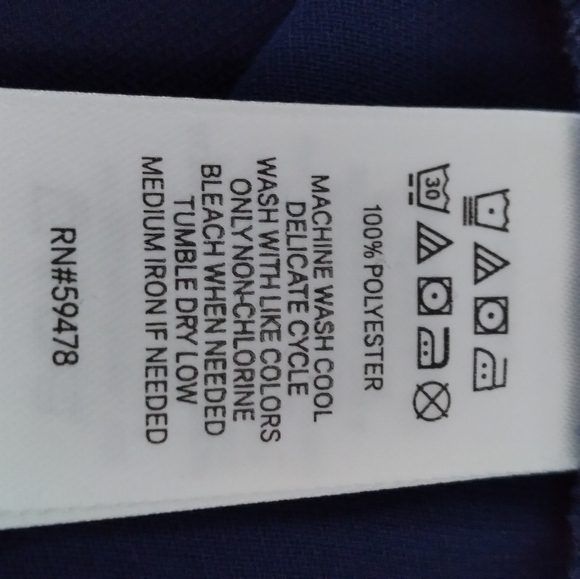 30
100% POLYESTER
MACHINE WASH COOL
DELICATE CYCLE
WASH WITH LIKE COLORS
ONLY NON-CHLORINE
BLEACH WHEN NEEDED
TUMBLE DRY LOW
MEDIUM IRON IF NEEDED
RN#59478